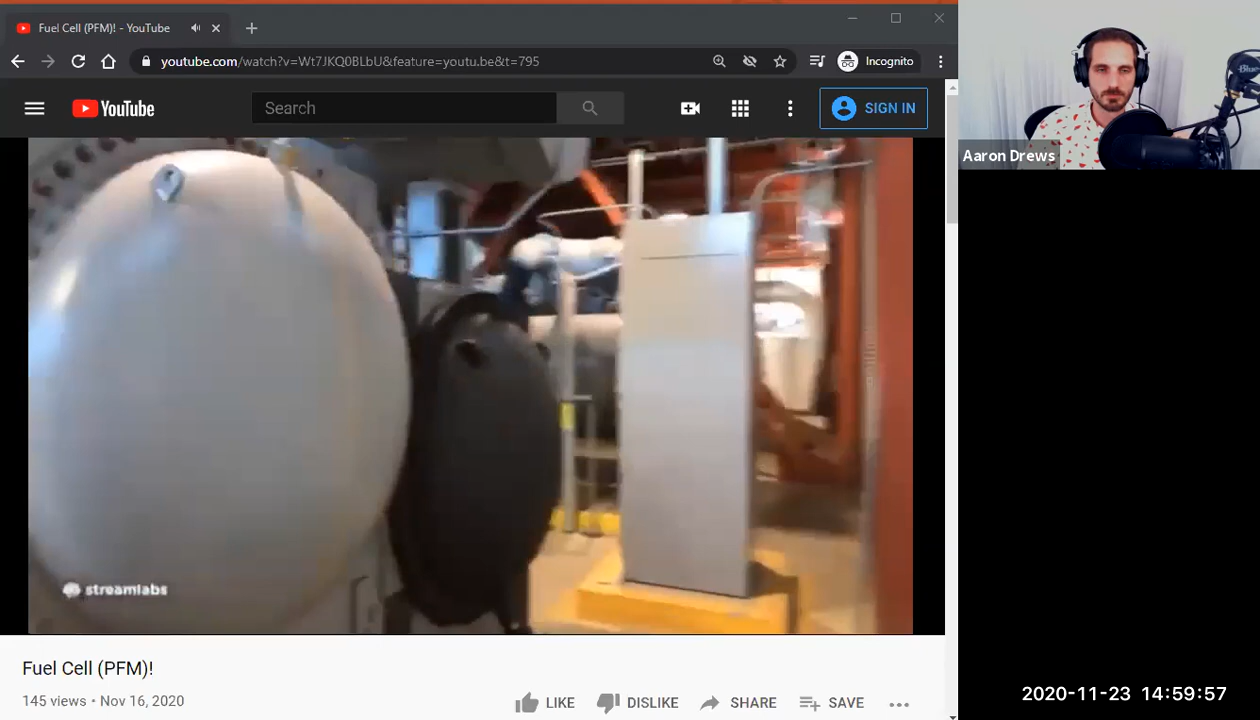 Fuel Cell (PFM)! - YouTube
youtube.com/watch?v=Wt7JKQ0BLbU&feature=youtu.be&t=795
Incognito
YouTube
Search
SIGN IN
Blue
Aaron Drews
streamlabs
Fuel Cell (PFM)!
145 views • Nov 16, 2020
LIKE DISLIKE SHARE SAVE
2020-11-23 14:59:57